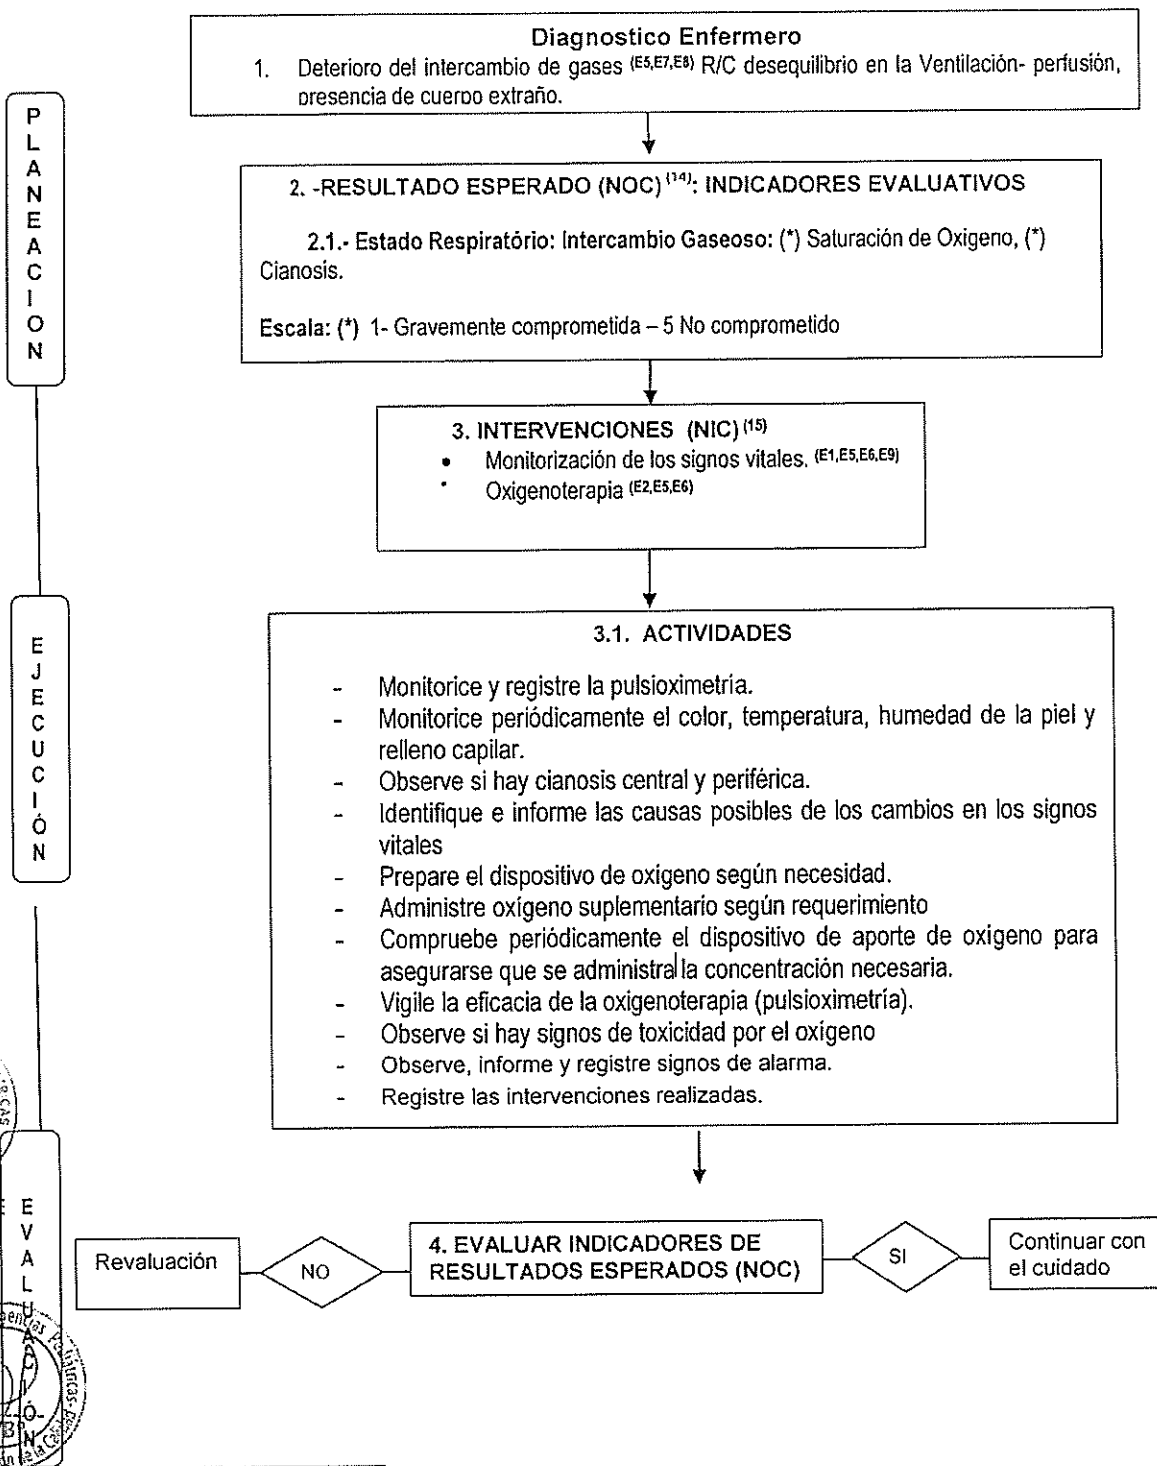 Diagnostico Enfermero
1. Deterioro del intercambio de gases (E5,E7,E8) R/C desequilibrio en la Ventilación- perfusión,
presencia de cuerpo extraño.
PLANEACION
2. -RESULTADO ESPERADO (NOC) (14): INDICADORES EVALUATIVOS
2.1.- Estado Respiratório: Intercambio Gaseoso: (*) Saturación de Oxigeno, (*)
Cianosis.
Escala: (*) 1- Gravemente comprometida – 5 No comprometido
3. INTERVENCIONES (NIC) (15)
• Monitorización de los signos vitales. (E1,E5,E6,E9)
• Oxigenoterapia (E2,E5,E6)
EJECUCIÓN
3.1. ACTIVIDADES
- Monitorice y registre la pulsioximetria.
- Monitorice periódicamente el color, temperatura, humedad de la piel y
relleno capilar.
- Observe si hay cianosis central y periférica.
- Identifique e informe las causas posibles de los cambios en los signos
vitales
- Prepare el dispositivo de oxígeno según necesidad.
- Administre oxígeno suplementario según requerimiento
- Compruebe periódicamente el dispositivo de aporte de oxigeno para
asegurarse que se administra la concentración necesaria.
- Vigile la eficacia de la oxigenoterapia (pulsioximetría).
- Observe si hay signos de toxicidad por el oxígeno
- Observe, informe y registre signos de alarma.
- Registre las intervenciones realizadas.
EVALUACIÓN
Revaluación
NO
4. EVALUAR INDICADORES DE
RESULTADOS ESPERADOS (NOC)
SI
Continuar con
el cuidado